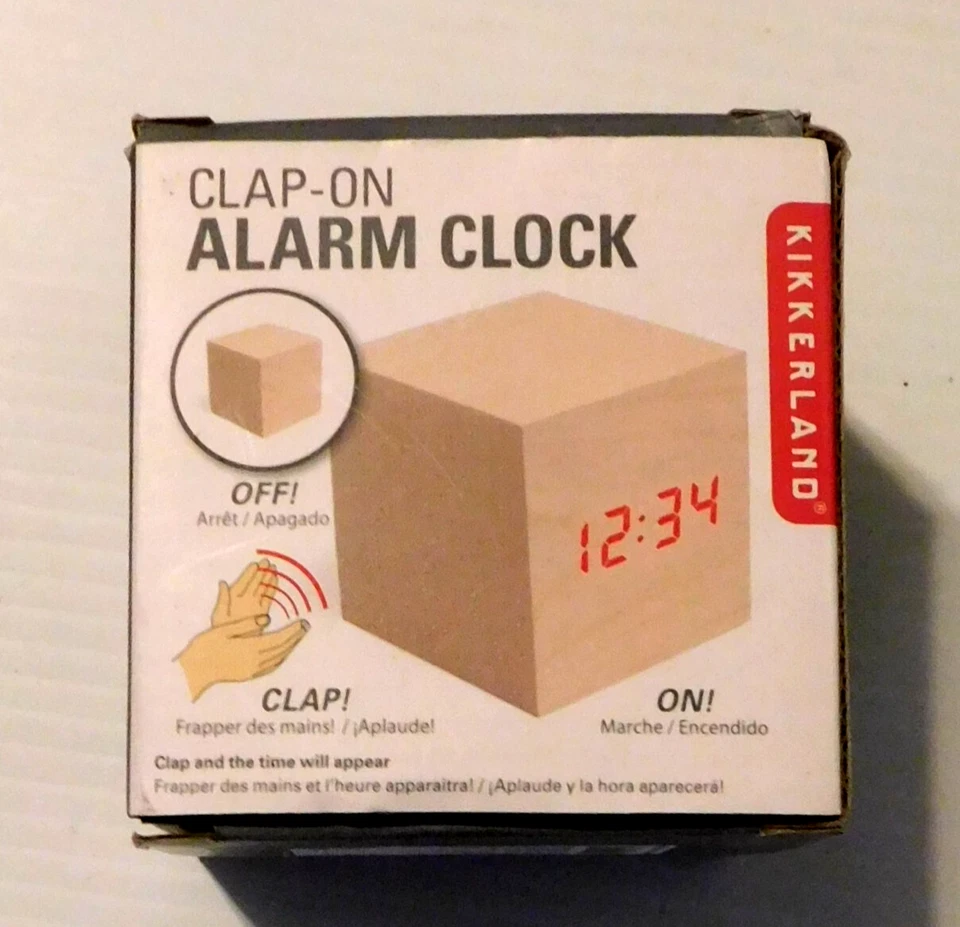 CLAP-ON
ALARM CLOCK
KIKKERLAND®
OFF!
Arrêt / Apagado
12:34
CLAP!
Frapper des mains! / ¡Aplaude!
ON!
Marche / Encendido
Clap and the time will appear
Frapper des mains et l'heure apparaitra! / ¡Aplaude y la hora aparecerá!